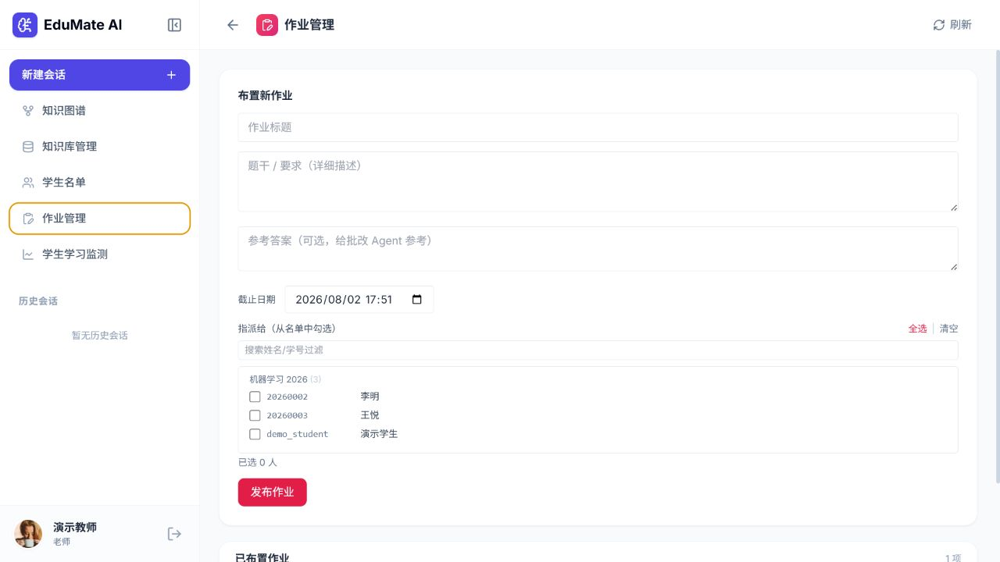 EduMate AI
新建会话
知识图谱
知识库管理
学生名单
作业管理
学生学习监测
历史会话
暂无历史会话
演示教师
老师
作业管理
刷新
布置新作业
作业标题
题干 / 要求（详细描述）
参考答案（可选，给批改 Agent 参考）
截止日期 2026/08/02 17:51
指派给（从名单中勾选） 全选 清空
搜索姓名/学号过滤
机器学习 2026 (3)
20260002 李明
20260003 王悦
demo_student 演示学生
已选 0 人
发布作业
已布置作业 1 项